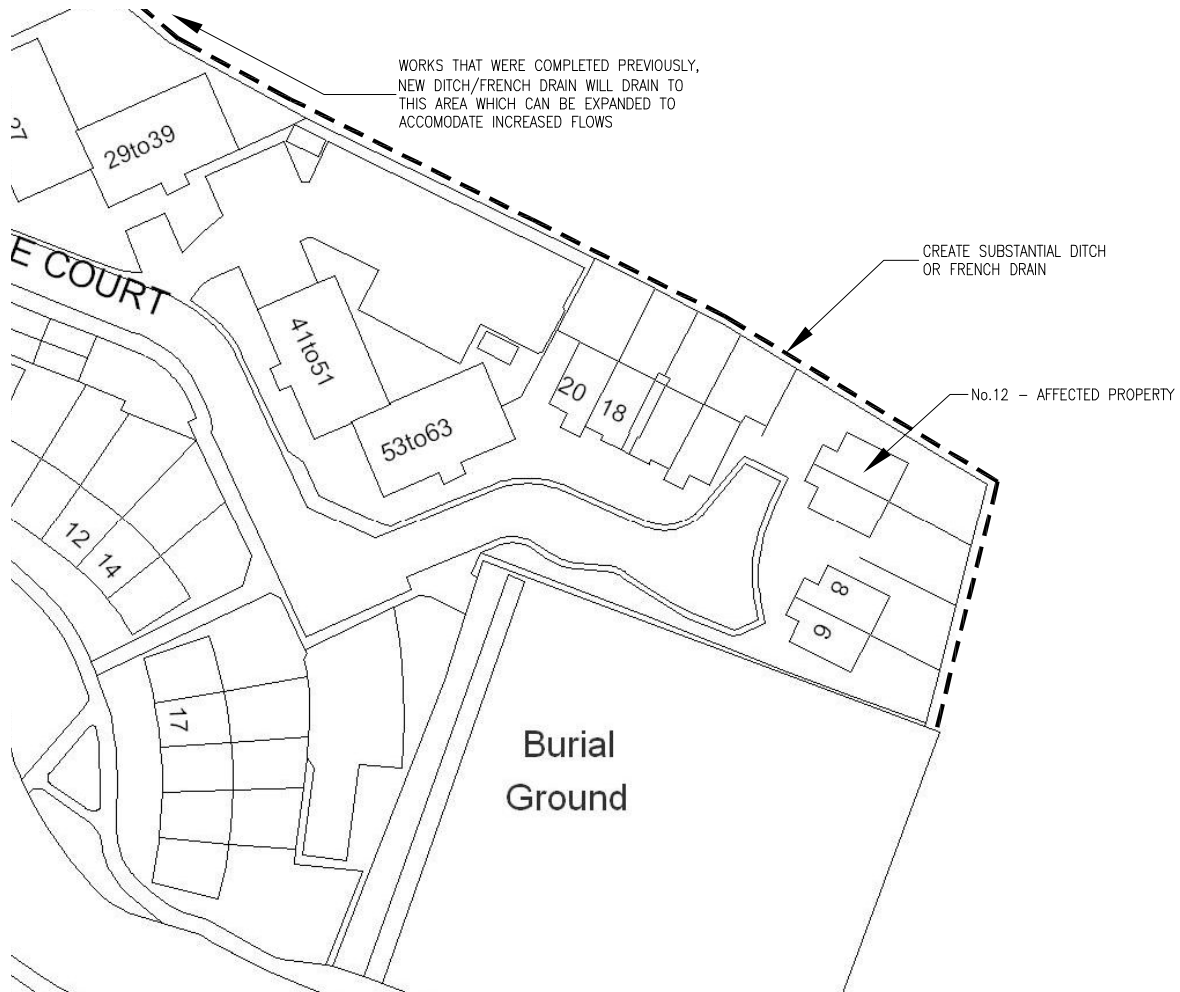 WORKS THAT WERE COMPLETED PREVIOUSLY,
NEW DITCH/FRENCH DRAIN WILL DRAIN TO
THIS AREA WHICH CAN BE EXPANDED TO
ACCOMODATE INCREASED FLOWS
29to39
E COURT
CREATE SUBSTANTIAL DITCH
OR FRENCH DRAIN
41to51
53to63
20
18
No.12 – AFFECTED PROPERTY
12
14
8
6
17
Burial
Ground